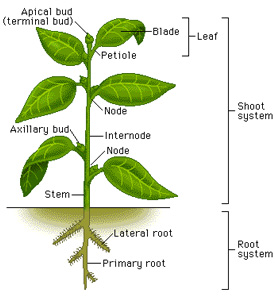 Apical bud
(terminal bud)
Blade
Leaf
Petiole
Node
Shoot
system
Axillary bud
Internode
Node
Stem
Lateral root
Root
system
Primary root